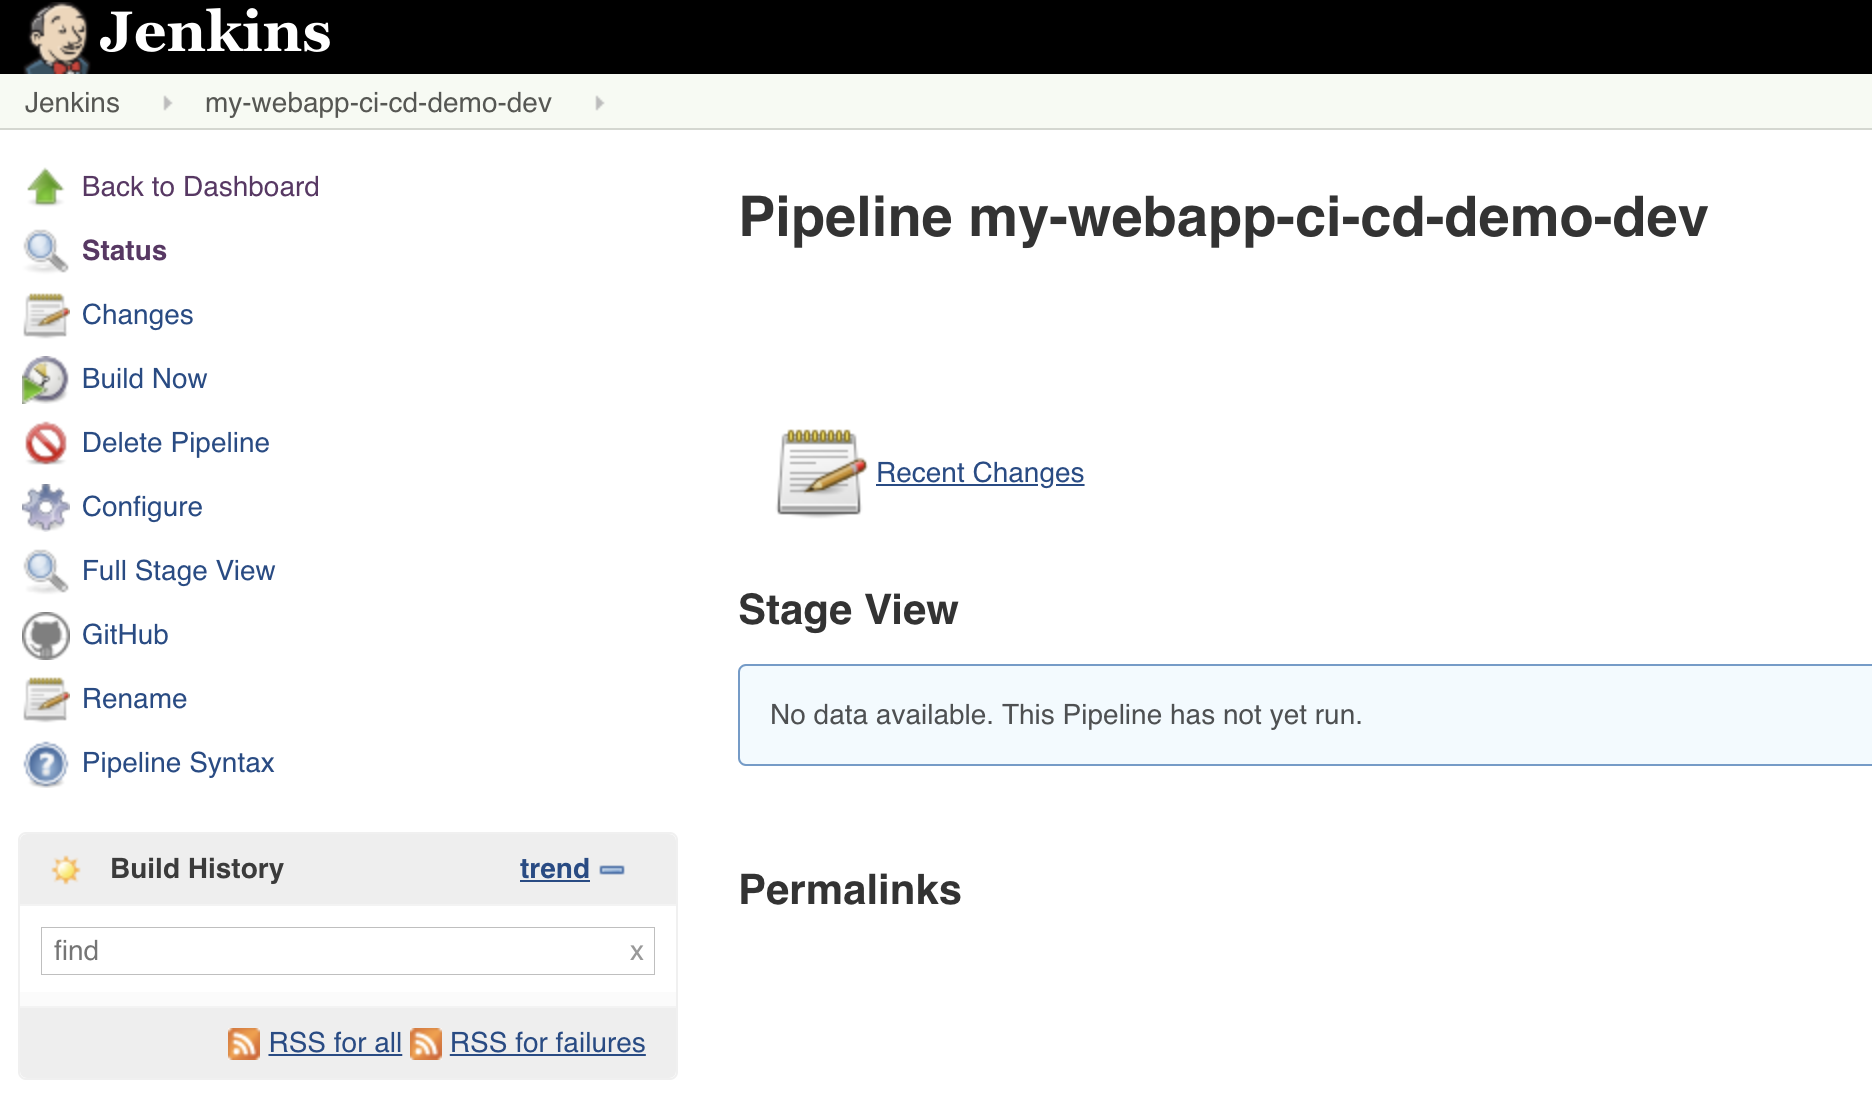 Jenkins
Jenkins my-webapp-ci-cd-demo-dev
Back to Dashboard
Status
Changes
Build Now
Delete Pipeline
Configure
Full Stage View
GitHub
Rename
Pipeline Syntax
Build History trend
find x
RSS for all RSS for failures
Pipeline my-webapp-ci-cd-demo-dev
Recent Changes
Stage View
No data available. This Pipeline has not yet run.
Permalinks